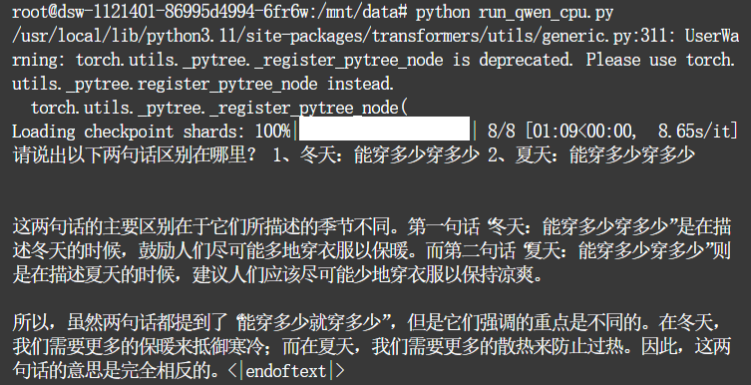 root@dsw-1121401-86995d4994-6fr6w:/mnt/data# python run_qwen_cpu.py
/usr/local/lib/python3.11/site-packages/transformers/utils/generic.py:311: UserWa
rning: torch.utils._pytree._register_pytree_node is deprecated. Please use torch.
utils._pytree.register_pytree_node instead.
  torch.utils._pytree._register_pytree_node(
Loading checkpoint shards: 100%|          | 8/8 [01:09<00:00,  8.65s/it]
请说出以下两句话区别在哪里？ 1、冬天：能穿多少穿多少 2、夏天：能穿多少穿多少
这两句话的主要区别在于它们所描述的季节不同。第一句话“冬天：能穿多少穿多少”是在描
述冬天的时候，鼓励人们尽可能多地穿衣服以保暖。而第二句话“夏天：能穿多少穿多少”则
是在描述夏天的时候，建议人们应该尽可能少地穿衣服以保持凉爽。
所以，虽然两句话都提到了“能穿多少就穿多少”，但是它们强调的重点是不同的。在冬天，
我们需要更多的保暖来抵御寒冷；而在夏天，我们需要更多的散热来防止过热。因此，这两
句话的意思是完全相反的。<|endoftext|>